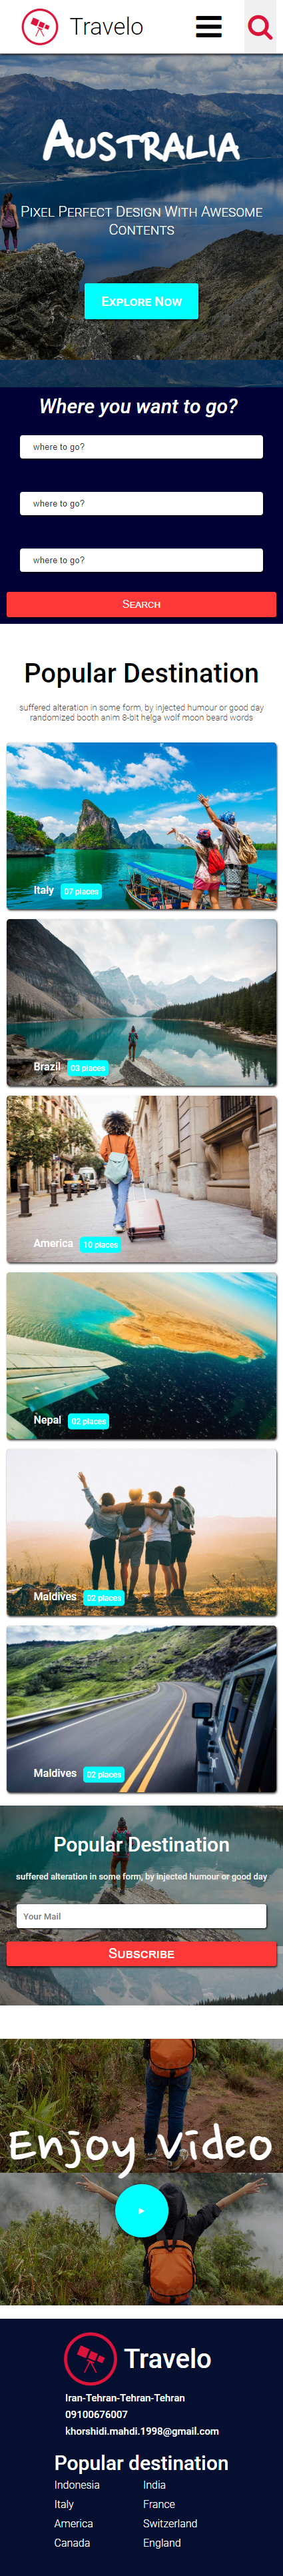 Travelo
Australia
Pixel Perfect Design With Awesome
Contents
Explore Now
Where you want to go?
where to go?
where to go?
where to go?
Search
Popular Destination
suffered alteration in some form, by injected humour or good day
randomized booth anim 8-bit helga wolf moon beard words
Italy 07 places
Brazil 03 places
America 10 places
Nepal 02 places
Maldives 02 places
Maldives 02 places
Popular Destination
suffered alteration in some form, by injected humour or good day
Your Mail
Subscribe
Enjoy Video
Travelo
Iran-Tehran-Tehran-Tehran
09100676007
khorshidi.mahdi.1998@gmail.com
Popular destination
Indonesia India
Italy France
America Switzerland
Canada England